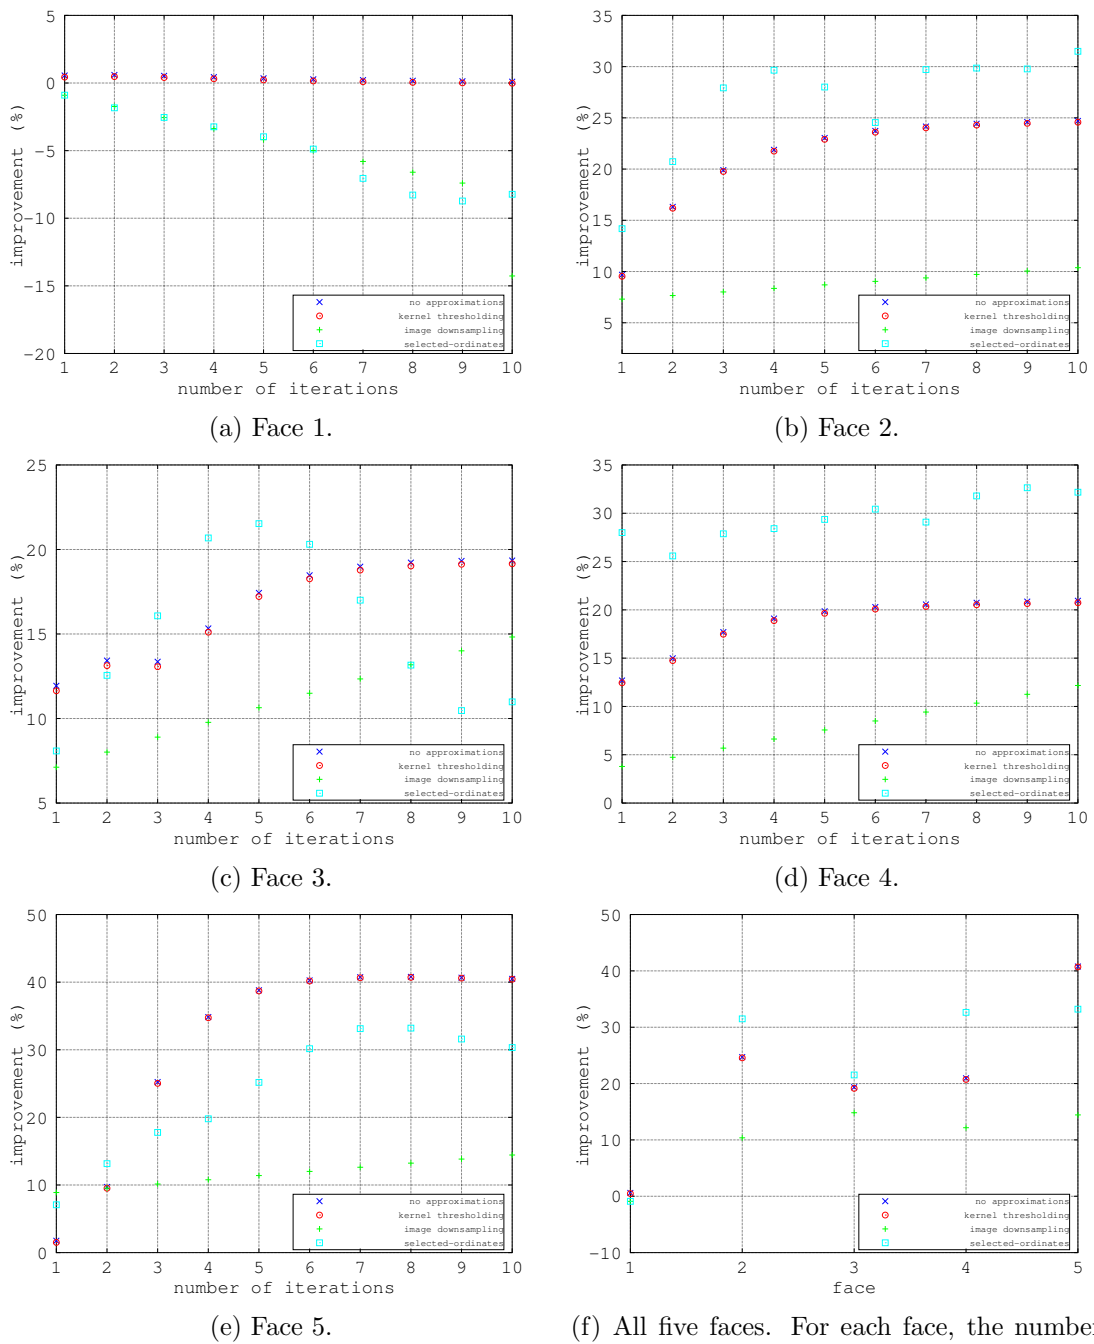 5
0
-5
-10
-15
-20
improvement (%)
no approximations
kernel thresholding
image downsampling
selected-ordinates
1 2 3 4 5 6 7 8 9 10
number of iterations
(a) Face 1.
35
30
25
20
15
10
5
improvement (%)
no approximations
kernel thresholding
image downsampling
selected-ordinates
1 2 3 4 5 6 7 8 9 10
number of iterations
(b) Face 2.
25
20
15
10
5
improvement (%)
no approximations
kernel thresholding
image downsampling
selected-ordinates
1 2 3 4 5 6 7 8 9 10
number of iterations
(c) Face 3.
35
30
25
20
15
10
5
0
improvement (%)
no approximations
kernel thresholding
image downsampling
selected-ordinates
1 2 3 4 5 6 7 8 9 10
number of iterations
(d) Face 4.
50
40
30
20
10
0
improvement (%)
no approximations
kernel thresholding
image downsampling
selected-ordinates
1 2 3 4 5 6 7 8 9 10
number of iterations
(e) Face 5.
50
40
30
20
10
0
-10
improvement (%)
no approximations
kernel thresholding
image downsampling
selected-ordinates
1 2 3 4 5
face
(f) All five faces. For each face, the number